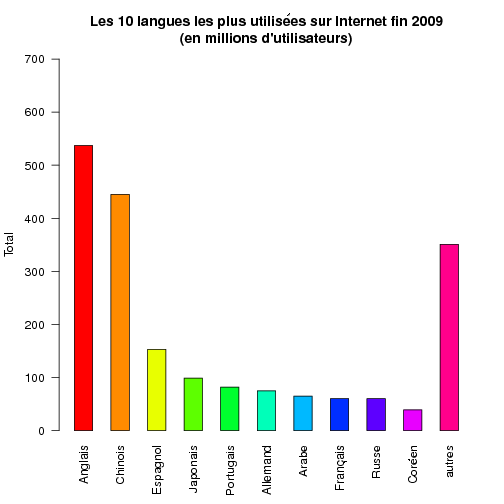 Les 10 langues les plus utilisées sur Internet fin 2009
(en millions d'utilisateurs)
Total
700
600
500
400
300
200
100
0
Anglais
Chinois
Espagnol
Japonais
Portugais
Allemand
Arabe
Français
Russe
Coréen
autres